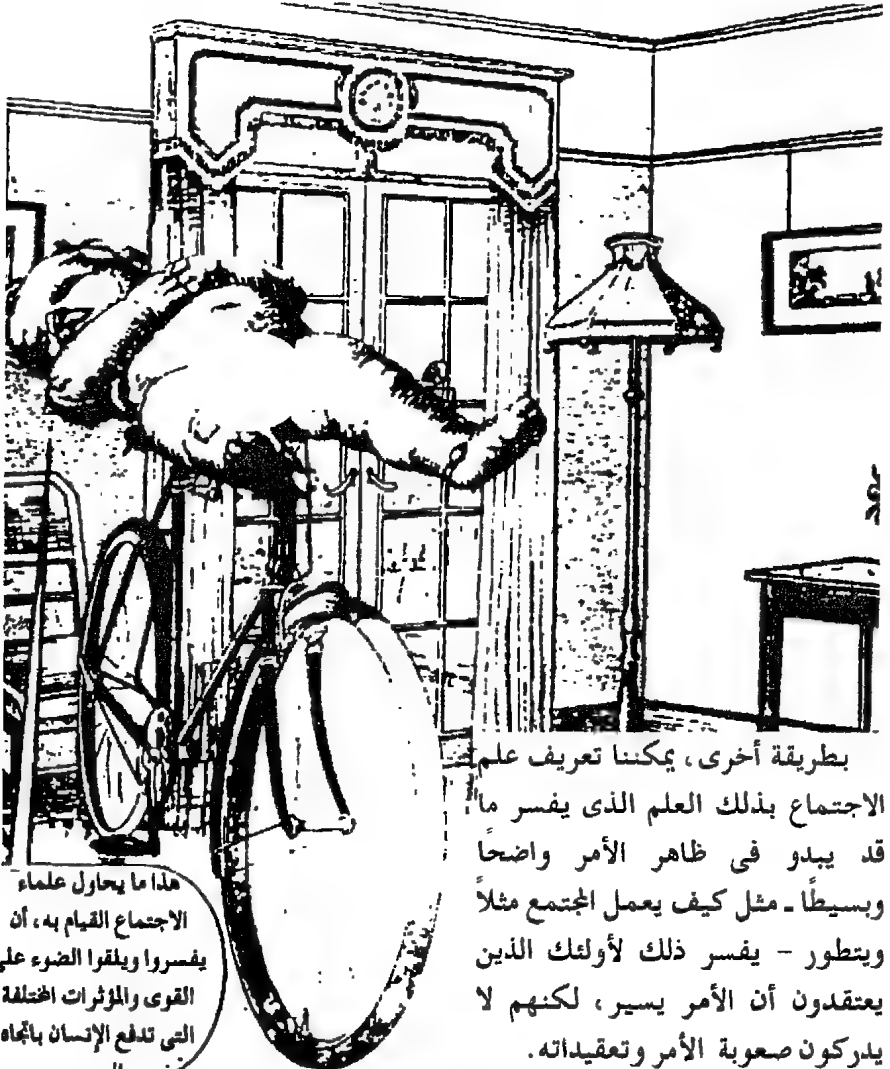 بطريقة أخرى، يمكننا تعريف علم
الاجتماع بذلك العلم الذى يفسر ما
قد يبدو فى ظاهر الأمر واضحًا
وبسيطًا ـ مثل كيف يعمل المجتمع مثلاً
ويتطور - يفسر ذلك لأولئك الذين
يعتقدون أن الأمر يسير، لكنهم لا
يدركون صعوبة الأمر وتعقيداته.
هذا ما يحاول علماء
الاجتماع القيام به، أن
يفسروا ويلقوا الضوء على
القوى والمؤثرات المختلفة
التى تدفع الإنسان باتجاه